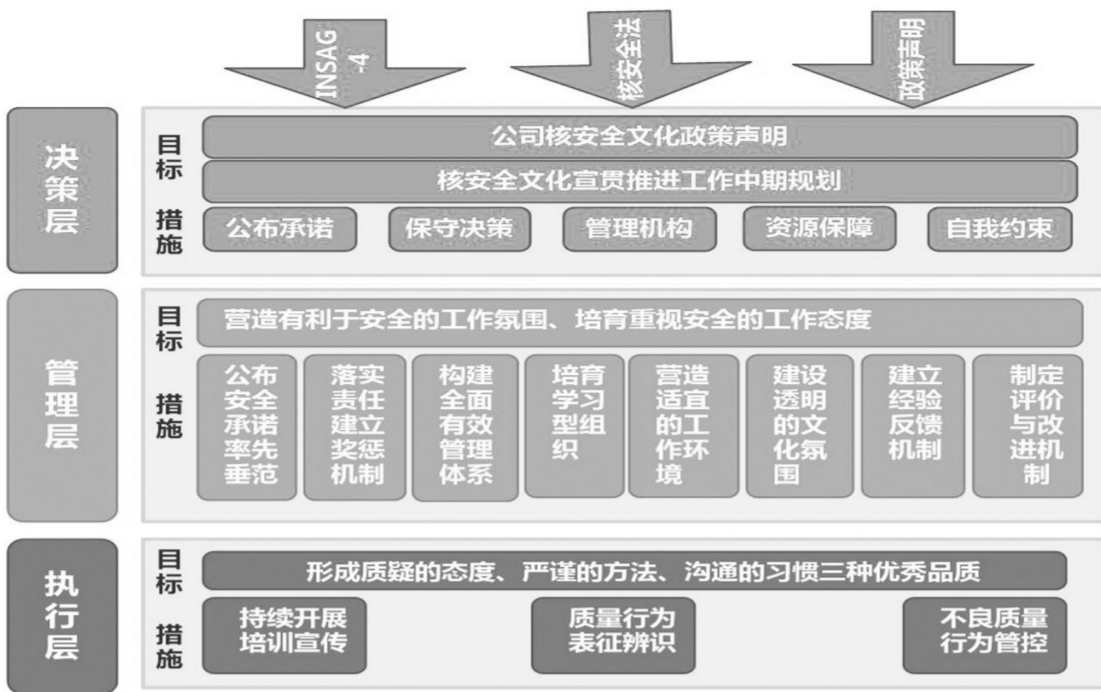 INSAG
-4
核安全法
政策声明
决策层
目标
公司核安全文化政策声明
核安全文化宣贯推进工作中期规划
措施
公布承诺
保守决策
管理机构
资源保障
自我约束
管理层
目标
营造有利于安全的工作氛围、培育重视安全的工作态度
措施
公布
安全
承诺
率先
垂范
落实
责任
建立
奖惩
机制
构建
全面
有效
管理
体系
培育
学习
型组
织
营造
适宜
的工
作环
境
建设
透明
的文
化氛
围
建立
经验
反馈
机制
制定
评价
与改
进机
制
执行层
目标
形成质疑的态度、严谨的方法、沟通的习惯三种优秀品质
措施
持续开展
培训宣传
质量行为
表征辨识
不良质量
行为管控